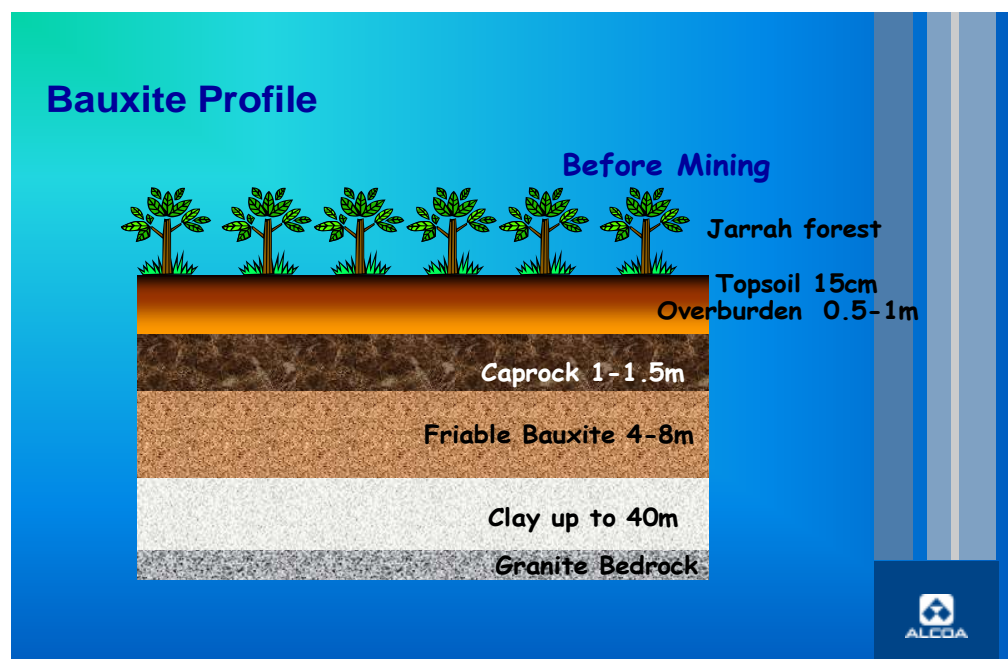 Bauxite Profile
Before Mining
Jarrah forest
Topsoil 15cm
Overburden 0.5-1m
Caprock 1-1.5m
Friable Bauxite 4-8m
Clay up to 40m
Granite Bedrock
ALCOA